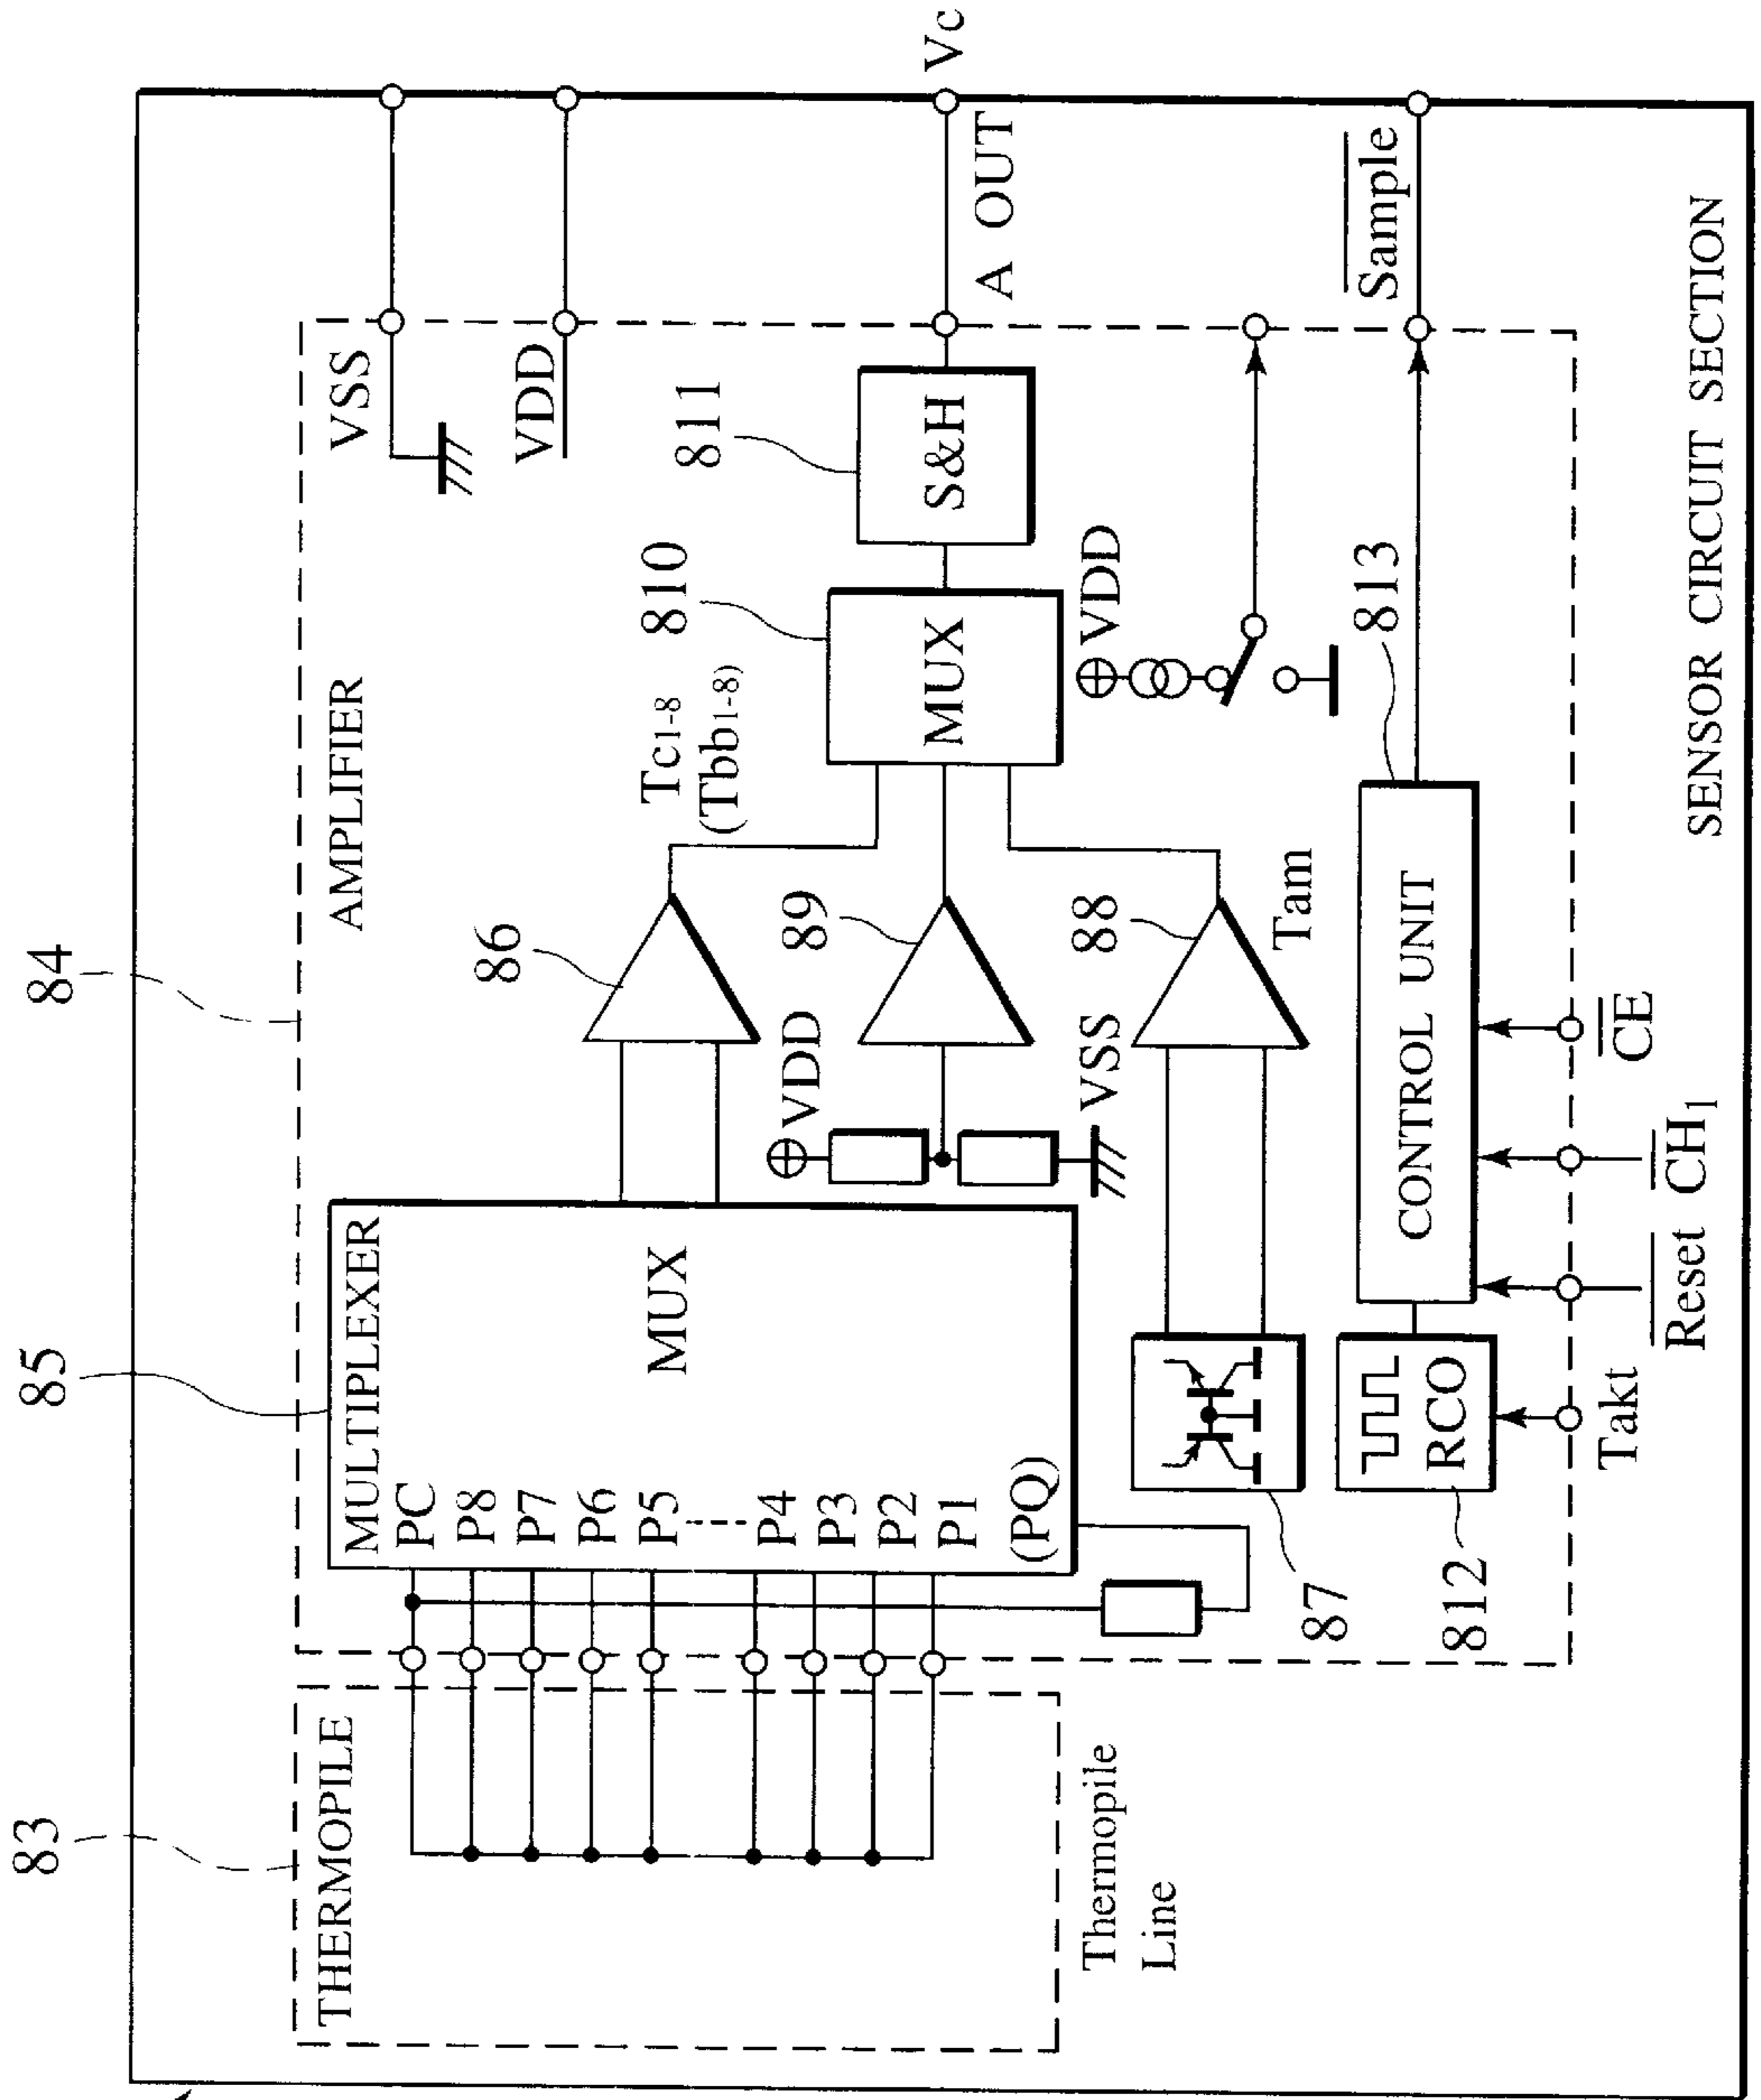 84
85
83
AMPLIFIER
MULTIPLEXER
THERMOPILE
VSS
VDD
PC
P8
P7
P6
P5
P4
P3
P2
P1
(PQ)
MUX
86
Tc1-8
(Tbb1-8)
810
811
VDD
89
MUX
S&H
Vc
A OUT
VSS
88
VDD
Thermopile
Line
87
Tam
812
RCO
CONTROL UNIT
813
Sample
Takt
Reset
CH1
CE
SENSOR CIRCUIT SECTION